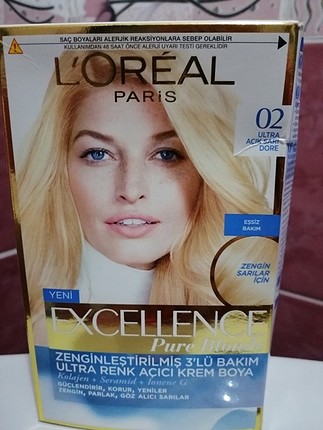 SAÇ BOYALARI ALERJİK REAKSİYONLARA SEBEP OLABİLİR
KULLANIMDAN 48 SAAT ÖNCE ALERJİ UYARI TESTİ GEREKLİDİR
L'ORÉAL
PARiS
02
ULTRA
AÇIK SARI
DORE
EŞSİZ
BAKIM
ZENGİN
SARILAR
İÇİN
YENİ
EXCELLENCE
Pure Blonde
ZENGİNLEŞTİRİLMİŞ 3'LÜ BAKIM
ULTRA RENK AÇICI KREM BOYA
Kolajen + Seramid + Ionene G
GÜÇLENDİRİR, KORUR, YENİLER
ZENGİN, PARLAK, GÖZ ALICI SARILAR